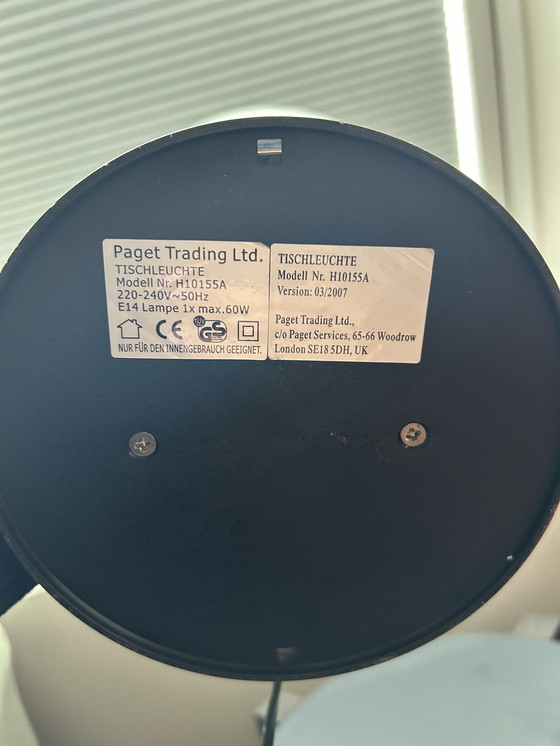 Paget Trading Ltd.
TISCHLEUCHTE
Modell Nr. H10155A
220-240V~50Hz
E14 Lampe 1x max.60W
CE GS
NUR FÜR DEN INNENGEBRAUCH GEEIGNET.
TISCHLEUCHTE
Modell Nr. H10155A
Version: 03/2007
Paget Trading Ltd.,
c/o Paget Services, 65-66 Woodrow
London SE18 5DH, UK